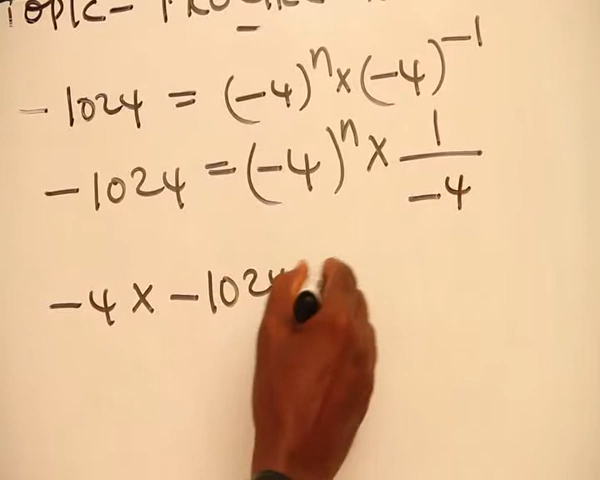 TOPIC-
-1024 = (-4)ⁿ x (-4)⁻¹
-1024 = (-4)ⁿ x 1/-4
-4 x -1024